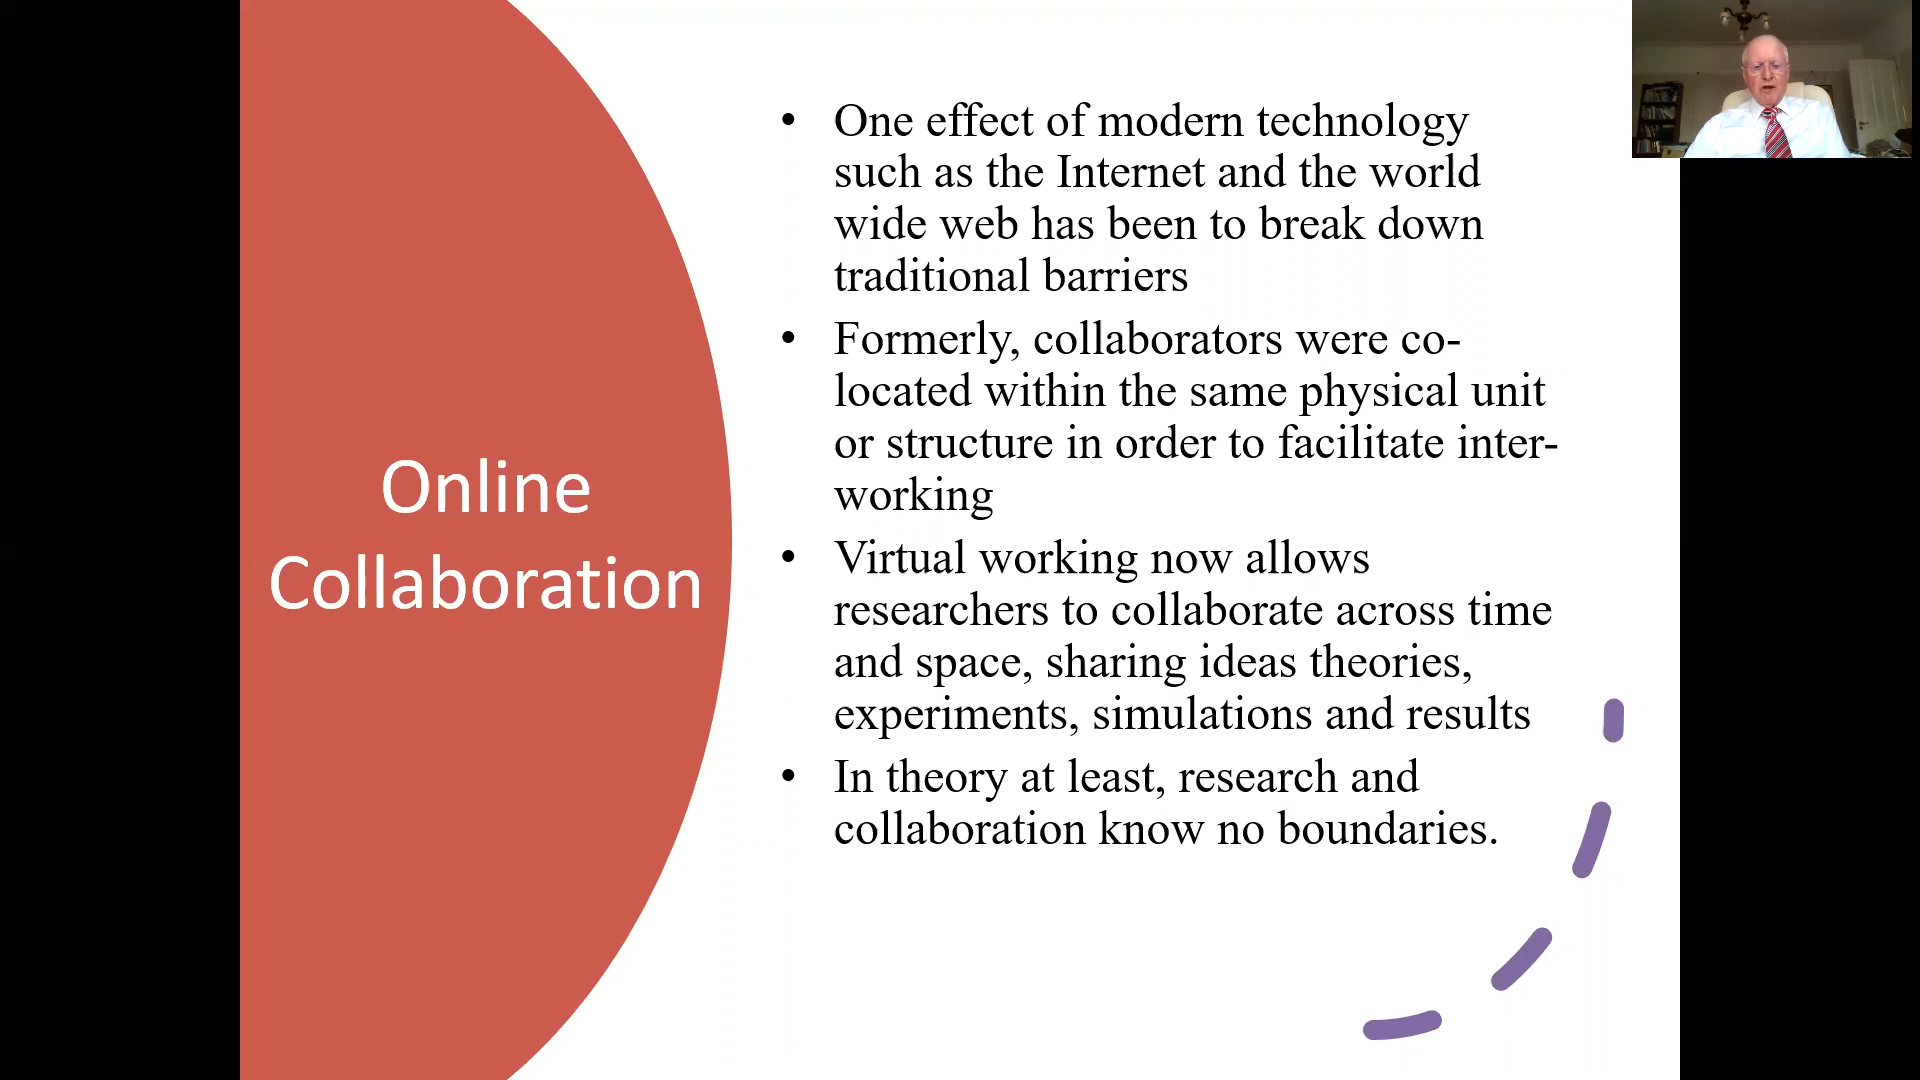 Online
Collaboration
• One effect of modern technology
such as the Internet and the world
wide web has been to break down
traditional barriers
• Formerly, collaborators were co-
located within the same physical unit
or structure in order to facilitate inter-
working
• Virtual working now allows
researchers to collaborate across time
and space, sharing ideas theories,
experiments, simulations and results
• In theory at least, research and
collaboration know no boundaries.